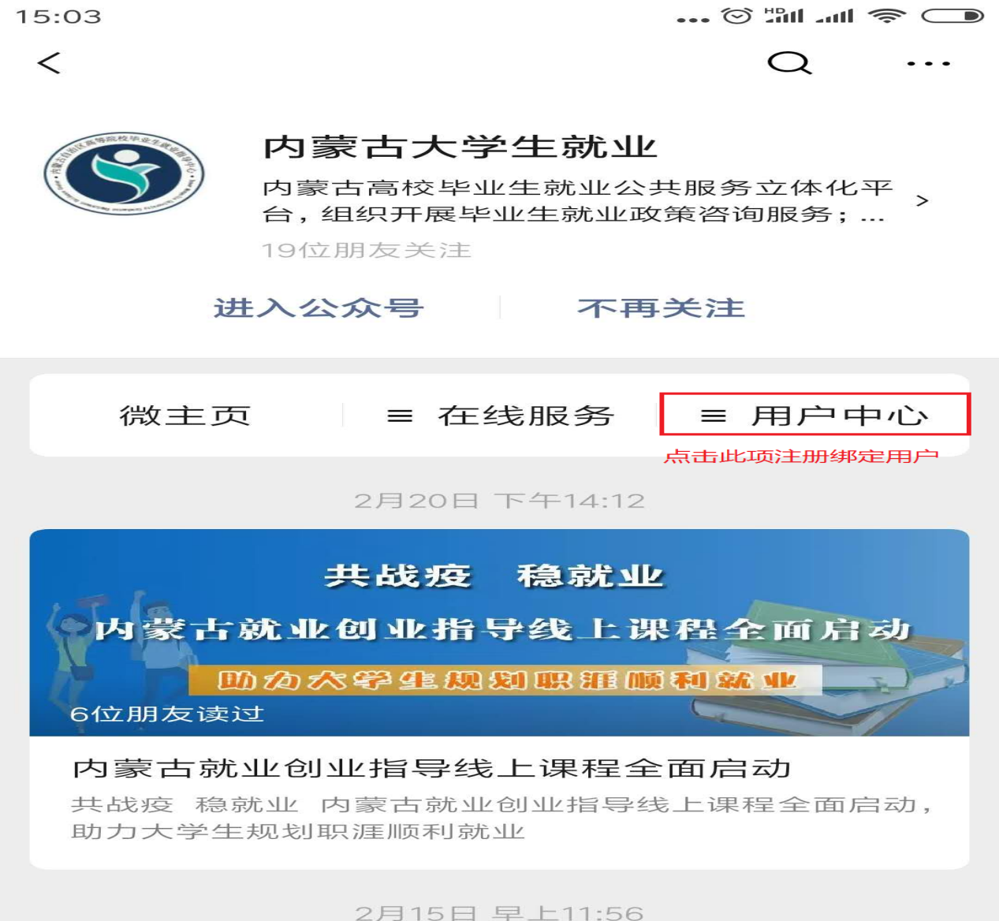 15:03
HD
内蒙古大学生就业
内蒙古高校毕业生就业公共服务立体化平
台，组织开展毕业生就业政策咨询服务；...
19位朋友关注
进入公众号
不再关注
微主页
在线服务
用户中心
点击此项注册绑定用户
2月20日 下午14:12
共战疫 稳就业
内蒙古就业创业指导线上课程全面启动
助力大学生规划职涯顺利就业
6位朋友读过
内蒙古就业创业指导线上课程全面启动
共战疫 稳就业 内蒙古就业创业指导线上课程全面启动，
助力大学生规划职涯顺利就业
2月15日 早上11:56